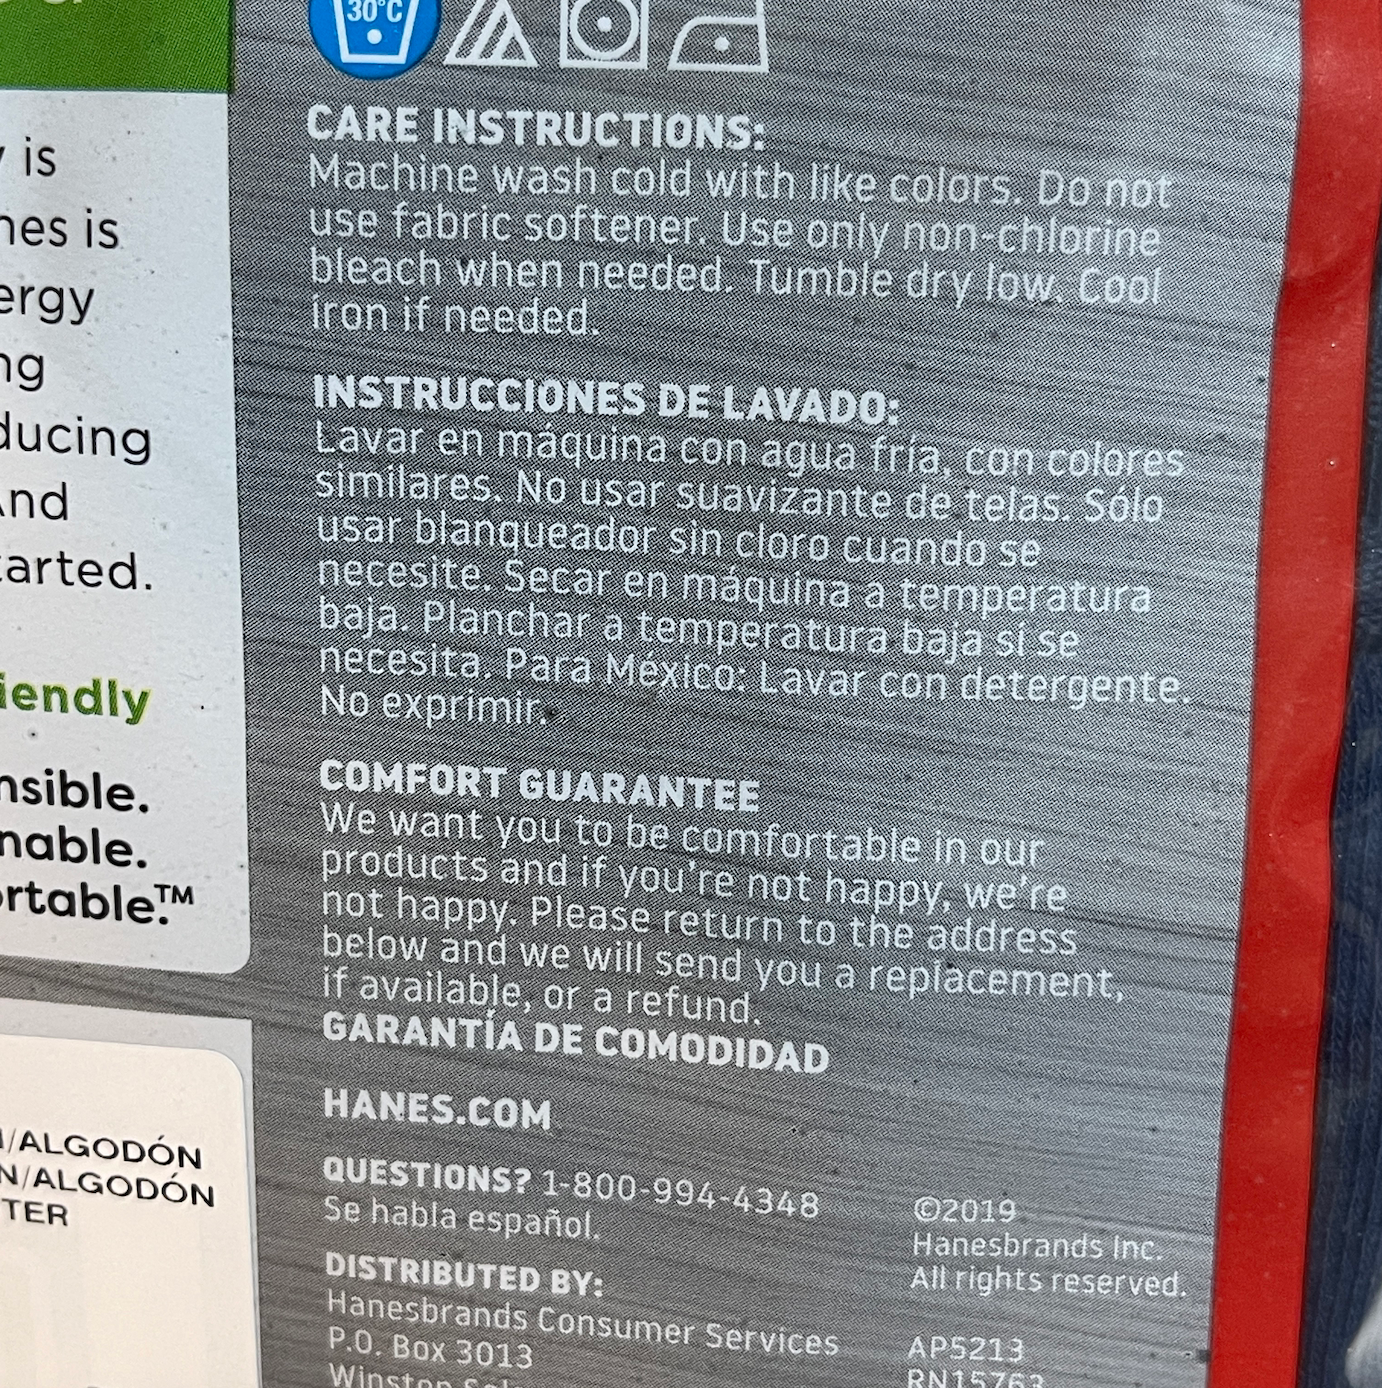 30°C
CARE INSTRUCTIONS:
Machine wash cold with like colors. Do not
use fabric softener. Use only non-chlorine
bleach when needed. Tumble dry low. Cool
iron if needed.
INSTRUCCIONES DE LAVADO:
Lavar en máquina con agua fría, con colores
similares. No usar suavizante de telas. Sólo
usar blanqueador sin cloro cuando se
necesite. Secar en máquina a temperatura
baja. Planchar a temperatura baja si se
necesita. Para México: Lavar con detergente.
No exprimir.
COMFORT GUARANTEE
We want you to be comfortable in our
products and if you're not happy, we're
not happy. Please return to the address
below and we will send you a replacement,
if available, or a refund.
GARANTÍA DE COMODIDAD
HANES.COM
QUESTIONS? 1-800-994-4348
Se habla español.
DISTRIBUTED BY:
Hanesbrands Consumer Services
P.O. Box 3013
Winston
©2019
Hanesbrands Inc.
All rights reserved.
AP5213
RN15763
is
is
ducing
tarted.
iendly
nsible.
nable.
ortable.™
/ALGODÓN
N/ALGODÓN
TER